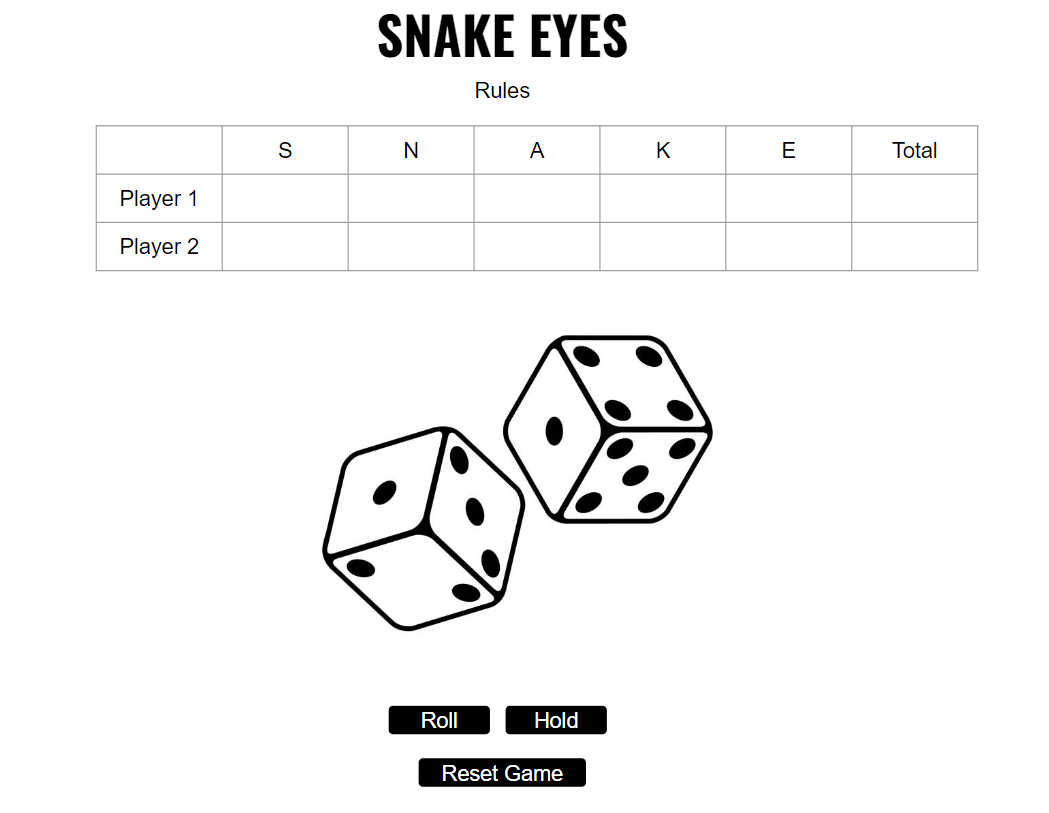 SNAKE EYES
Rules
S N A K E Total
Player 1
Player 2
Roll Hold
Reset Game